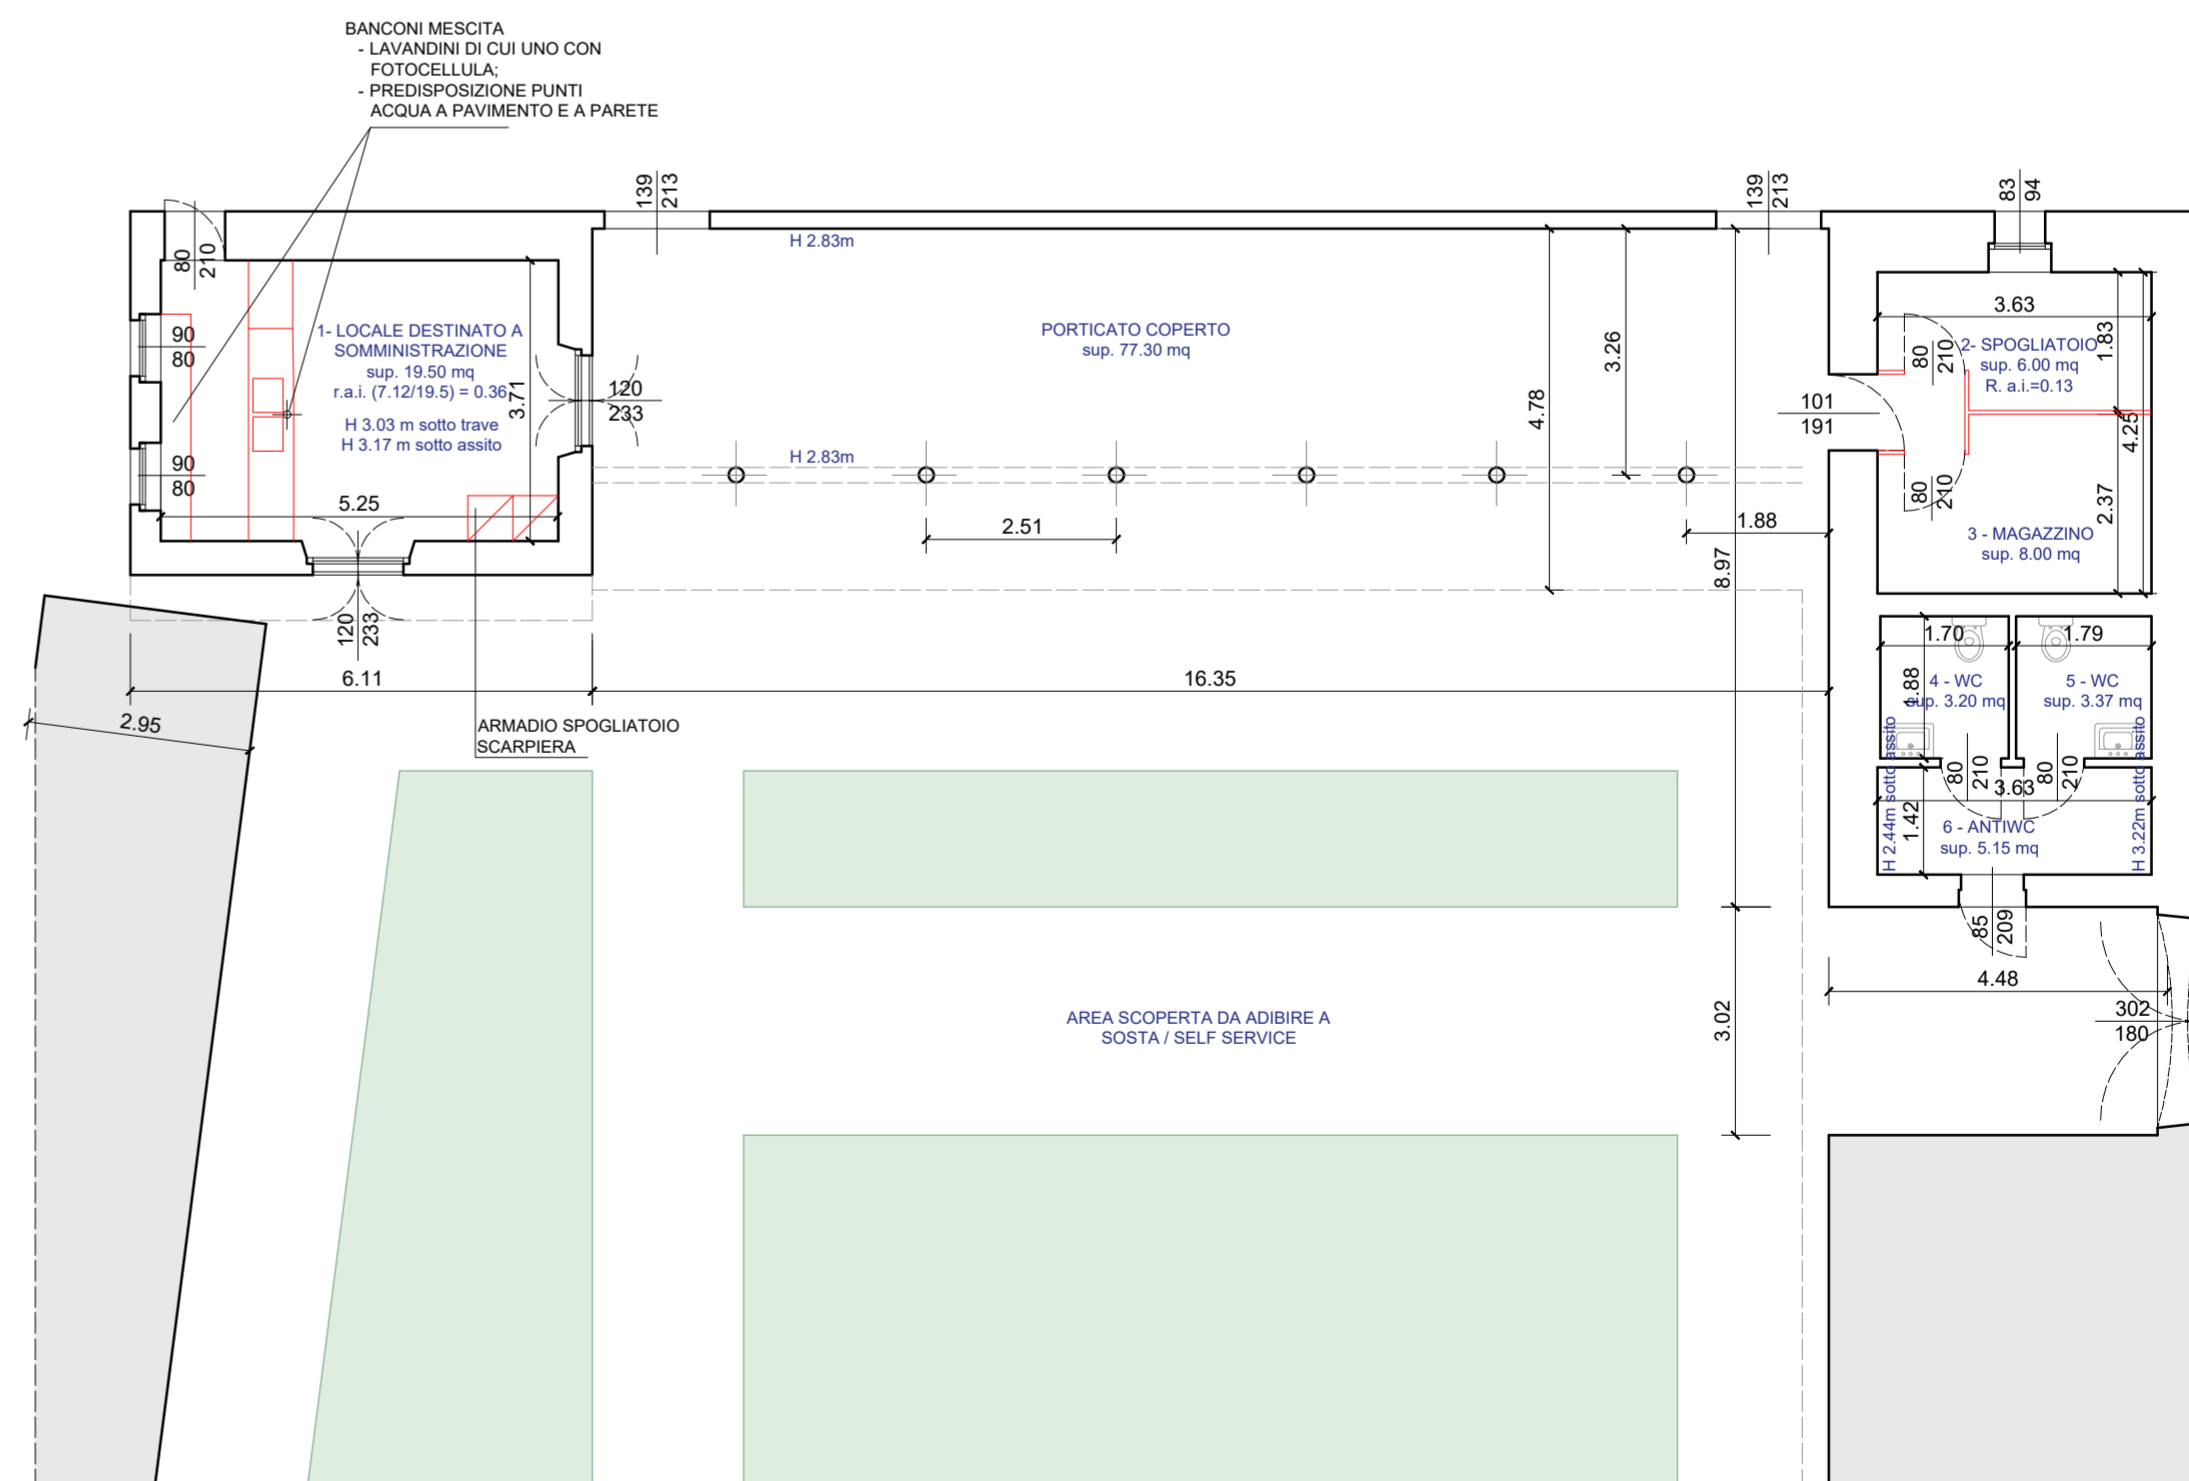 BANCONI MESCITA
- LAVANDINI DI CUI UNO CON
FOTOCELLULA;
- PREDISPOSIZIONE PUNTI
ACQUA A PAVIMENTO E A PARETE
139
213
139
213
83
94
80
210
H 2.83m
90
80
1- LOCALE DESTINATO A
SOMMINISTRAZIONE
sup. 19.50 mq
r.a.i. (7.12/19.5) = 0.36
H 3.03 m sotto trave
H 3.17 m sotto assito
3.71
120
233
PORTICATO COPERTO
sup. 77.30 mq
3.26
4.78
3.63
1.83
80
210
2- SPOGLIATOIO
sup. 6.00 mq
R. a.i.=0.13
101
191
4.25
90
80
H 2.83m
80
210
2.37
5.25
2.51
1.88
3 - MAGAZZINO
sup. 8.00 mq
8.97
120
233
1.70
1.79
6.11
16.35
1.88
4 - WC
sup. 3.20 mq
5 - WC
sup. 3.37 mq
2.95
ARMADIO SPOGLIATOIO
SCARPIERA
80
210
80
210
3.63
H 2.44m sotto assito
1.42
H 3.22m sotto assito
6 - ANTIWC
sup. 5.15 mq
85
209
4.48
302
180
3.02
AREA SCOPERTA DA ADIBIRE A
SOSTA / SELF SERVICE